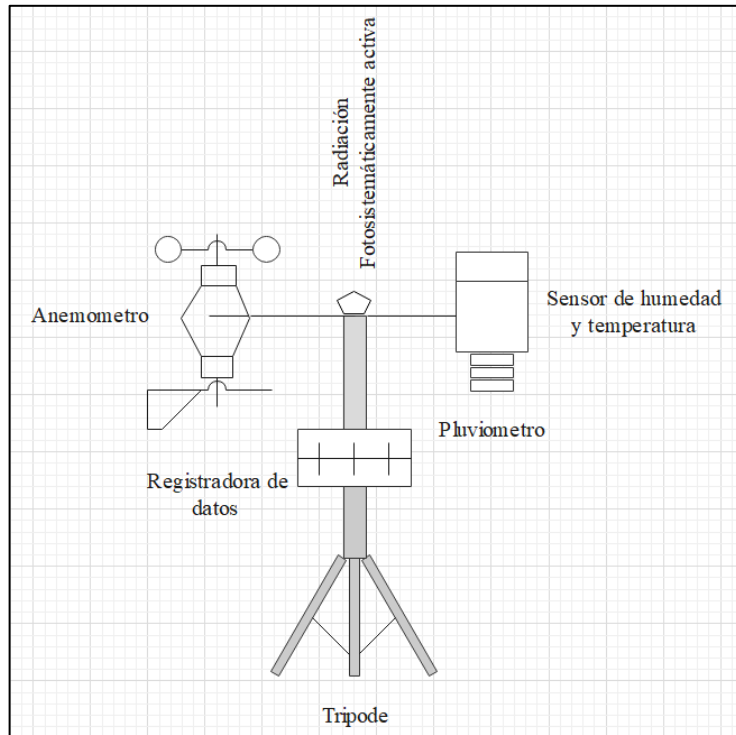 Radiación
Fotosistemáticamente activa
Anemometro
Sensor de humedad
y temperatura
Pluviometro
Registradora de
datos
Tripode